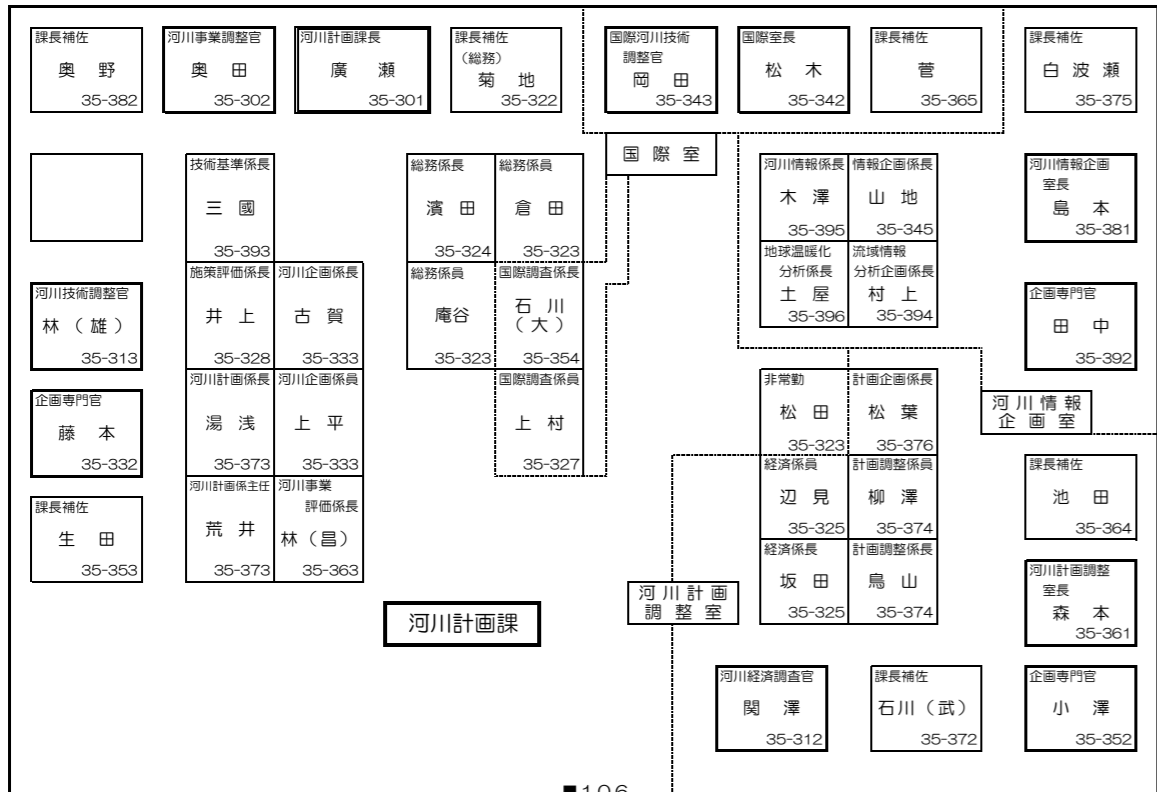 課長補佐
奥 野
35-382
河川事業調整官
奥 田
35-302
河川計画課長
廣 瀬
35-301
課長補佐
（総務）
菊 地
35-322
国際河川技術
調整官
岡 田
35-343
国際室長
松 木
35-342
課長補佐
菅
35-365
課長補佐
白 波 瀬
35-375
国 際 室
技術基準係長
三 國
35-393
総務係長
濱 田
35-324
総務係員
倉 田
35-323
河川情報係長
木 澤
35-395
情報企画係長
山 地
35-345
河川情報企画
室長
島 本
35-381
河川技術調整官
林（雄）
35-313
施策評価係長
井 上
35-328
河川企画係長
古 賀
35-333
総務係員
庵谷
35-323
国際調査係長
石 川
（大）
35-354
地球温暖化
分析係長
土 屋
35-396
流域情報
分析企画係長
村 上
35-394
企画専門官
田 中
35-392
企画専門官
藤 本
35-332
河川計画係長
湯 浅
35-373
河川企画係員
上 平
35-333
国際調査係員
上 村
35-327
非常勤
松 田
35-323
計画企画係長
松 葉
35-376
河 川 情 報
企 画 室
課長補佐
生 田
35-353
河川計画係主任
荒 井
35-373
河川事業
評価係長
林（昌）
35-363
経済係員
辺 見
35-325
計画調整係員
柳 澤
35-374
課長補佐
池 田
35-364
河川計画課
河 川 計 画
調 整 室
経済係長
坂 田
35-325
計画調整係長
鳥 山
35-374
河川計画調整
室長
森 本
35-361
河川経済調査官
関 澤
35-312
課長補佐
石川（武）
35-372
企画専門官
小 澤
35-352